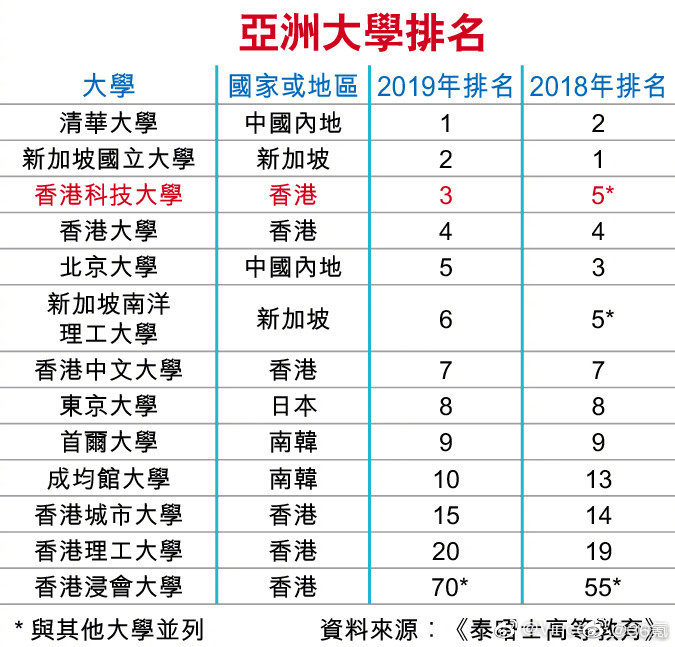 亞洲大學排名
大學 國家或地區 2019年排名 2018年排名
清華大學 中國內地 1 2
新加坡國立大學 新加坡 2 1
香港科技大學 香港 3 5*
香港大學 香港 4 4
北京大學 中國內地 5 3
新加坡南洋
理工大學 新加坡 6 5*
香港中文大學 香港 7 7
東京大學 日本 8 8
首爾大學 南韓 9 9
成均館大學 南韓 10 13
香港城市大學 香港 15 14
香港理工大學 香港 20 19
香港浸會大學 香港 70* 55*
* 與其他大學並列 資料來源：《泰晤士高等教育》